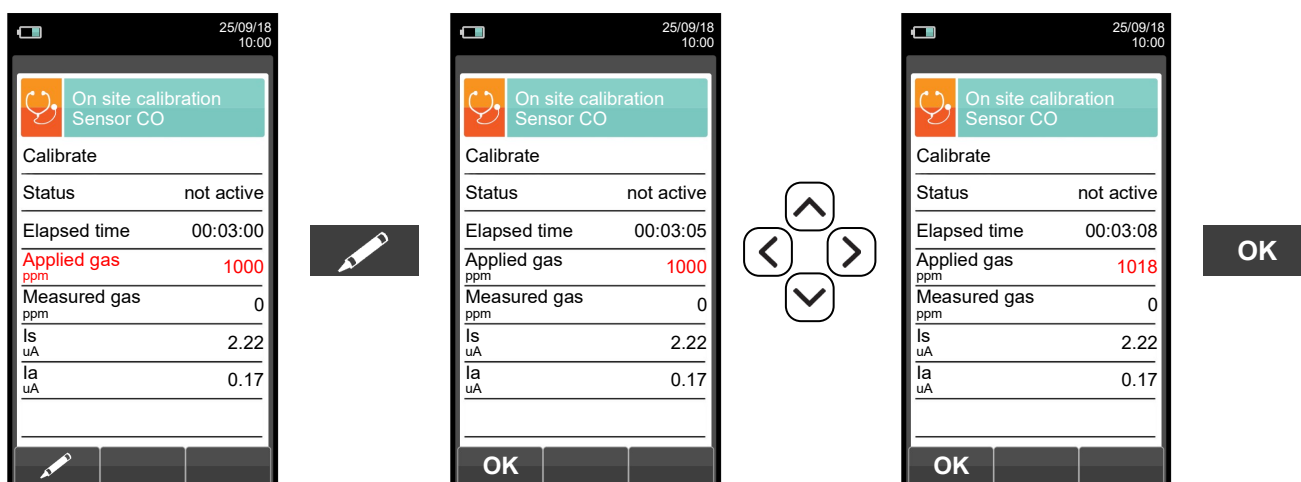 25/09/18
10:00
On site calibration
Sensor CO
Calibrate
Status not active
Elapsed time 00:03:00
Applied gas 1000
ppm
Measured gas 0
ppm
Is 2.22
uA
Ia 0.17
uA
25/09/18
10:00
On site calibration
Sensor CO
Calibrate
Status not active
Elapsed time 00:03:05
Applied gas 1000
ppm
Measured gas 0
ppm
Is 2.22
uA
Ia 0.17
uA
OK
25/09/18
10:00
On site calibration
Sensor CO
Calibrate
Status not active
Elapsed time 00:03:08
Applied gas 1018
ppm
Measured gas 0
ppm
Is 2.22
uA
Ia 0.17
uA
OK
OK